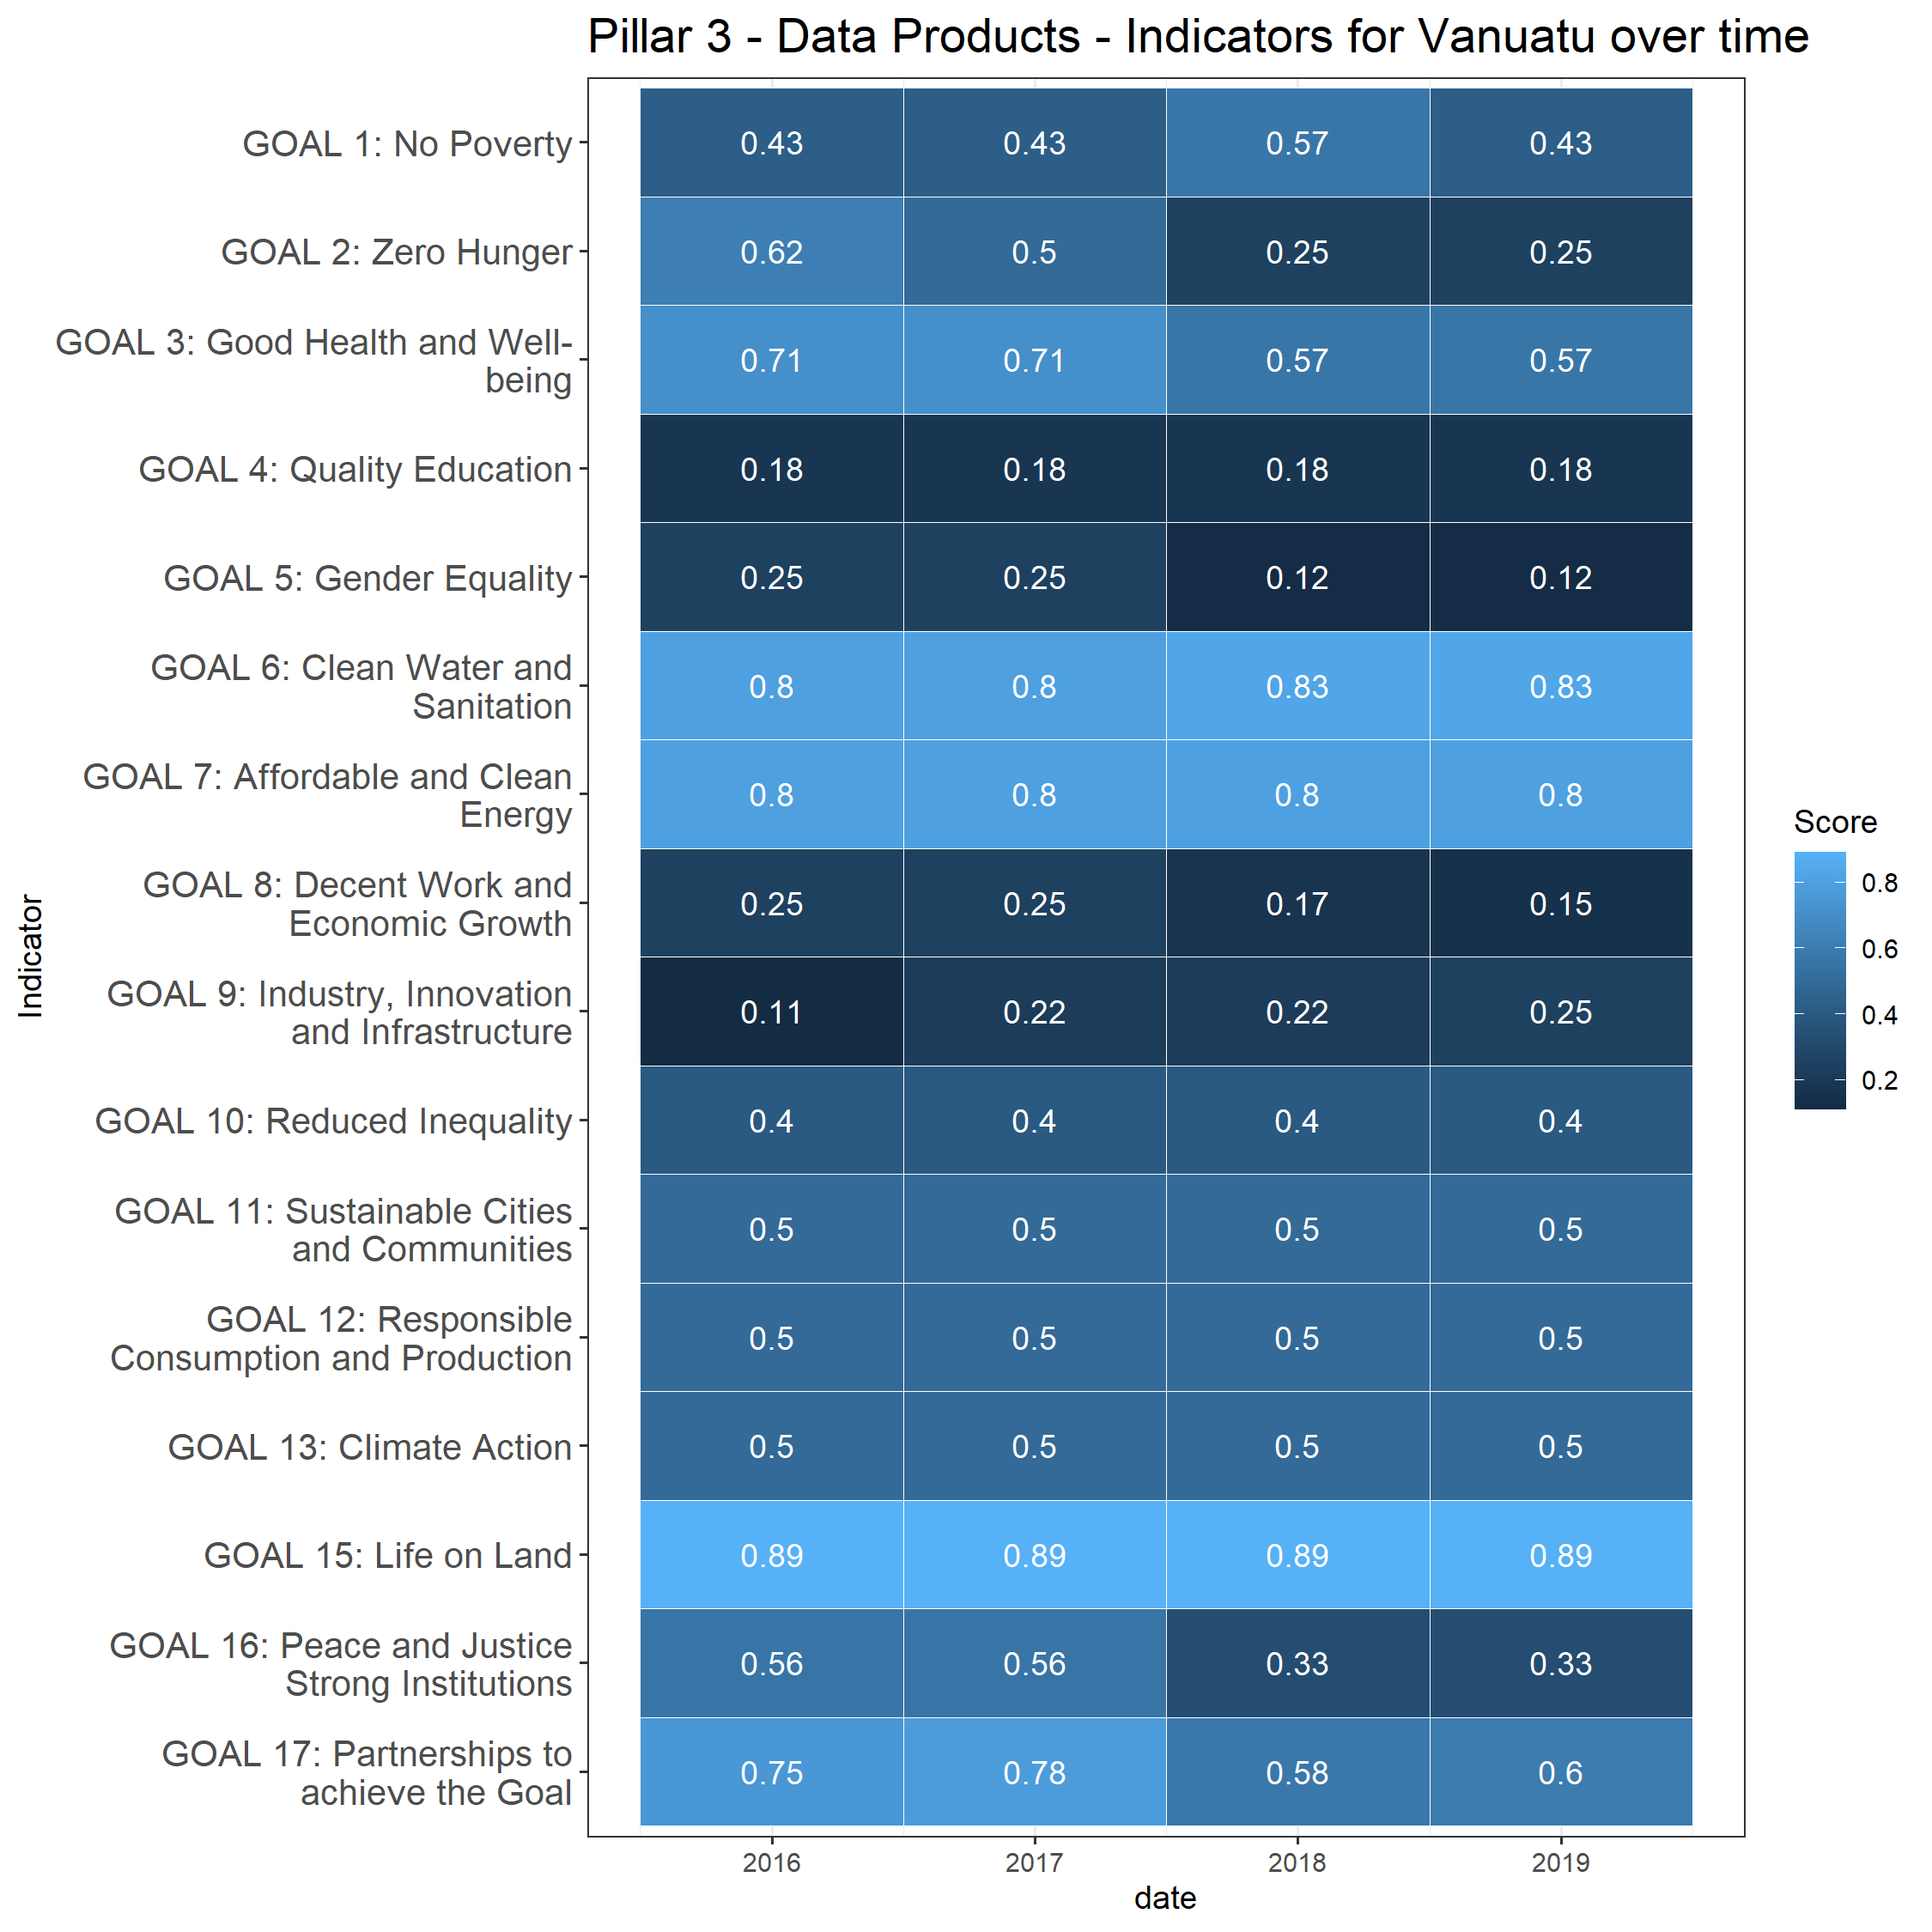 Pillar 3 - Data Products - Indicators for Vanuatu over time
GOAL 1: No Poverty
0.43 0.43 0.57 0.43
GOAL 2: Zero Hunger
0.62 0.5 0.25 0.25
GOAL 3: Good Health and Well-
being
0.71 0.71 0.57 0.57
GOAL 4: Quality Education
0.18 0.18 0.18 0.18
GOAL 5: Gender Equality
0.25 0.25 0.12 0.12
GOAL 6: Clean Water and
Sanitation
0.8 0.8 0.83 0.83
GOAL 7: Affordable and Clean
Energy
0.8 0.8 0.8 0.8
GOAL 8: Decent Work and
Economic Growth
0.25 0.25 0.17 0.15
GOAL 9: Industry, Innovation
and Infrastructure
0.11 0.22 0.22 0.25
GOAL 10: Reduced Inequality
0.4 0.4 0.4 0.4
GOAL 11: Sustainable Cities
and Communities
0.5 0.5 0.5 0.5
GOAL 12: Responsible
Consumption and Production
0.5 0.5 0.5 0.5
GOAL 13: Climate Action
0.5 0.5 0.5 0.5
GOAL 15: Life on Land
0.89 0.89 0.89 0.89
GOAL 16: Peace and Justice
Strong Institutions
0.56 0.56 0.33 0.33
GOAL 17: Partnerships to
achieve the Goal
0.75 0.78 0.58 0.6
2016 2017 2018 2019
date
Indicator
Score
0.8
0.6
0.4
0.2